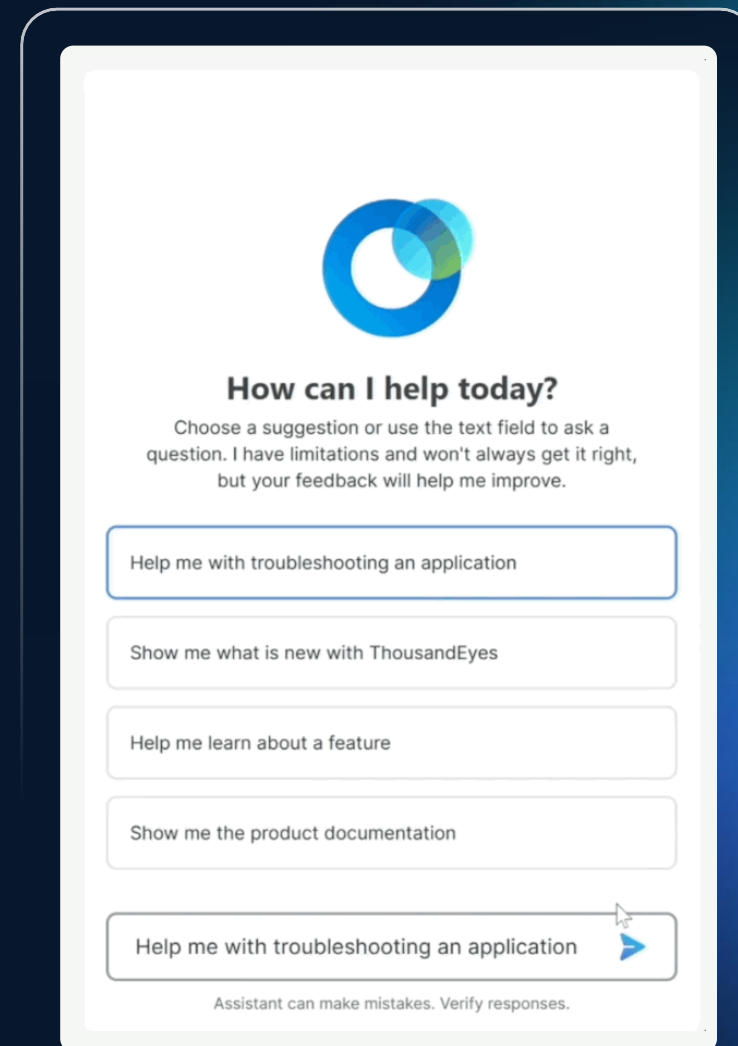 How can I help today?
Choose a suggestion or use the text field to ask a
question. I have limitations and won't always get it right,
but your feedback will help me improve.
Help me with troubleshooting an application
Show me what is new with ThousandEyes
Help me learn about a feature
Show me the product documentation
Help me with troubleshooting an application
Assistant can make mistakes. Verify responses.